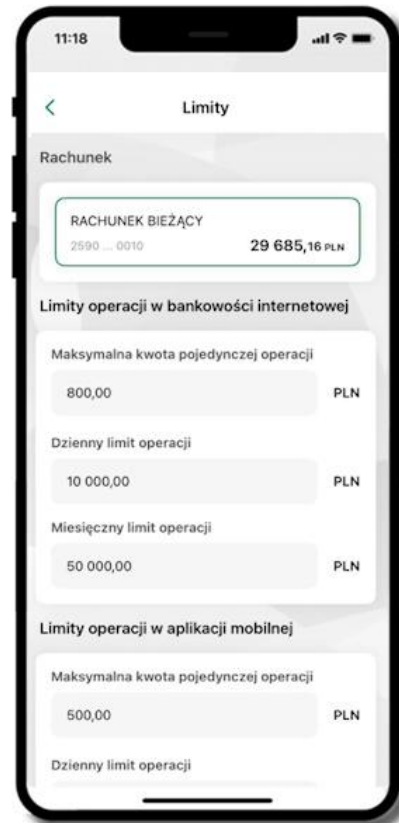 11:18
Limity
Rachunek
RACHUNEK BIEŻĄCY
2590 ... 0010 29 685,16 PLN
Limity operacji w bankowości internetowej
Maksymalna kwota pojedynczej operacji
800,00 PLN
Dzienny limit operacji
10 000,00 PLN
Miesięczny limit operacji
50 000,00 PLN
Limity operacji w aplikacji mobilnej
Maksymalna kwota pojedynczej operacji
500,00 PLN
Dzienny limit operacji